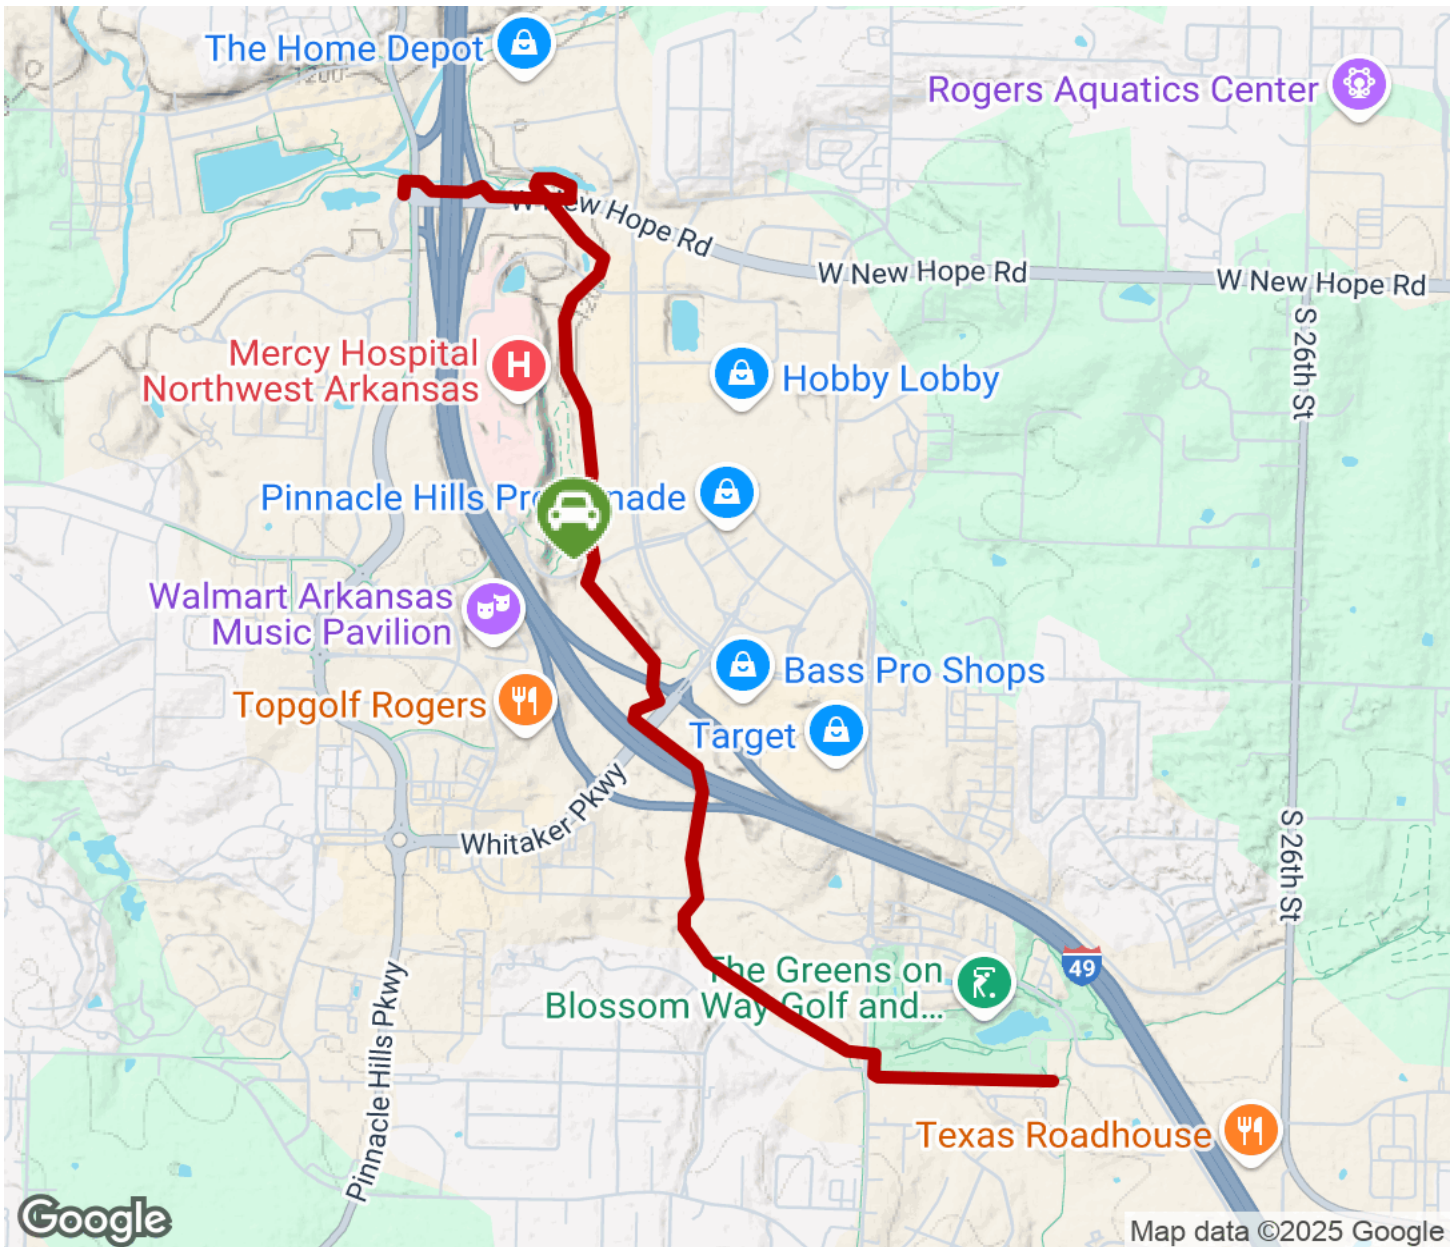 The Home Depot
1200
Rogers Aquatics Center
W New Hope Rd
W New Hope Rd
W New Hope Rd
S 26th St
Mercy Hospital
Northwest Arkansas
H
Hobby Lobby
Pinnacle Hills Pr
nade
Walmart Arkansas
Music Pavilion
Bass Pro Shops
Topgolf Rogers
Target
Whitaker Pkwy
S 26th St
The Greens on
Blossom Way Golf and...
49
Pinnacle Hills Pkwy
Texas Roadhouse
Google
Map data ©2025 Google